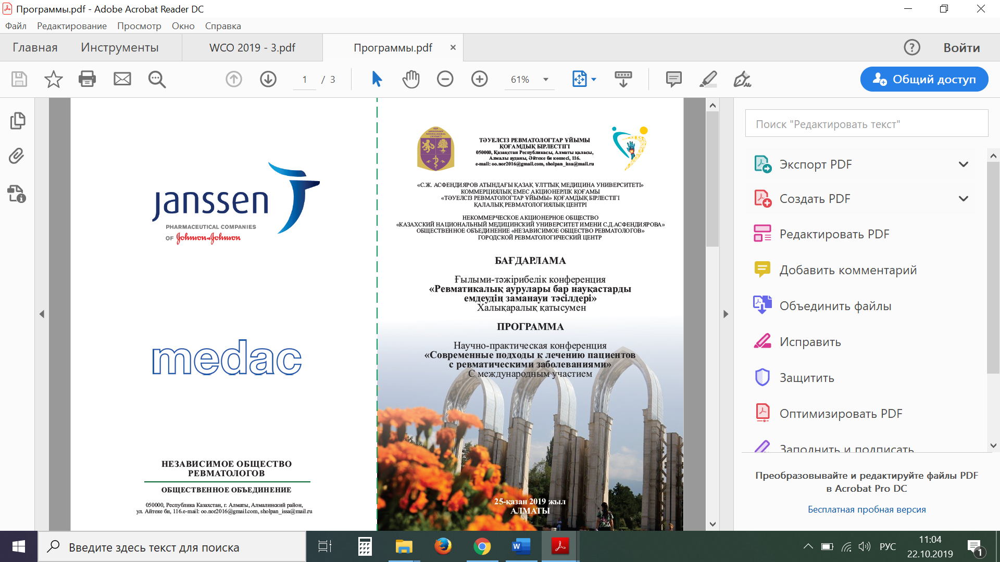 Программы.pdf - Adobe Acrobat Reader DC
Файл Редактирование Просмотр Окно Справка
Главная Инструменты WCO 2019 - 3.pdf Программы.pdf × ? Войти
1 / 3 61% Общий доступ
janssen
PHARMACEUTICAL COMPANIES
OF Johnson & Johnson
medac
НЕЗАВИСИМОЕ ОБЩЕСТВО
РЕВМАТОЛОГОВ
ОБЩЕСТВЕННОЕ ОБЪЕДИНЕНИЕ
050000, Республика Казахстан, г. Алматы, Алмалинский район,
ул. Айтеке би, 116.e-mail: oo.nor2016@gmail.com, sholpan_issa@mail.ru
ТӘУЕЛСІЗ РЕВМАТОЛОГТАР ҰЙЫМЫ
ҚОҒАМДЫҚ БІРЛЕСТІГІ
050000, Қазақстан Республикасы, Алматы қаласы,
Алмалы ауданы, Әйтеке би көшесі, 116.
e-mail: oo.nor2016@gmail.com, sholpan_issa@mail.ru
«С.Ж. АСФЕНДИЯРОВ АТЫНДАҒЫ ҚАЗАҚ ҰЛТТЫҚ МЕДИЦИНА УНИВЕРСИТЕТІ»
КОММЕРЦИЯЛЫҚ ЕМЕС АКЦИОНЕРЛІК ҚОҒАМЫ
«ТӘУЕЛСІЗ РЕВМАТОЛОГТАР ҰЙЫМЫ» ҚОҒАМДЫҚ БІРЛЕСТІГІ
ҚАЛАЛЫҚ РЕВМАТОЛОГИЯЛЫҚ ЦЕНТРІ
НЕКОММЕРЧЕСКОЕ АКЦИОНЕРНОЕ ОБЩЕСТВО
«КАЗАХСКИЙ НАЦИОНАЛЬНЫЙ МЕДИЦИНСКИЙ УНИВЕРСИТЕТ ИМЕНИ С.Д.АСФЕНДИЯРОВА»
ОБЩЕСТВЕННОЕ ОБЪЕДИНЕНИЕ «НЕЗАВИСИМОЕ ОБЩЕСТВО РЕВМАТОЛОГОВ»
ГОРОДСКОЙ РЕВМАТОЛОГИЧЕСКИЙ ЦЕНТР
БАҒДАРЛАМА
Ғылыми-тәжірибелік конференция
«Ревматикалық аурулары бар науқастарды
емдеудің заманауи тәсілдері»
Халықаралық қатысумен
ПРОГРАММА
Научно-практическая конференция
«Современные подходы к лечению пациентов
с ревматическими заболеваниями»
С международным участием
25-қазан 2019 жыл
АЛМАТЫ
Поиск "Редактировать текст"
Экспорт PDF
Создать PDF
Редактировать PDF
Добавить комментарий
Объединить файлы
Исправить
Защитить
Оптимизировать PDF
Заполнить и подписать
Преобразовывайте и редактируйте файлы PDF
в Acrobat Pro DC
Бесплатная пробная версия
Введите здесь текст для поиска
РУС
11:04
22.10.2019
1